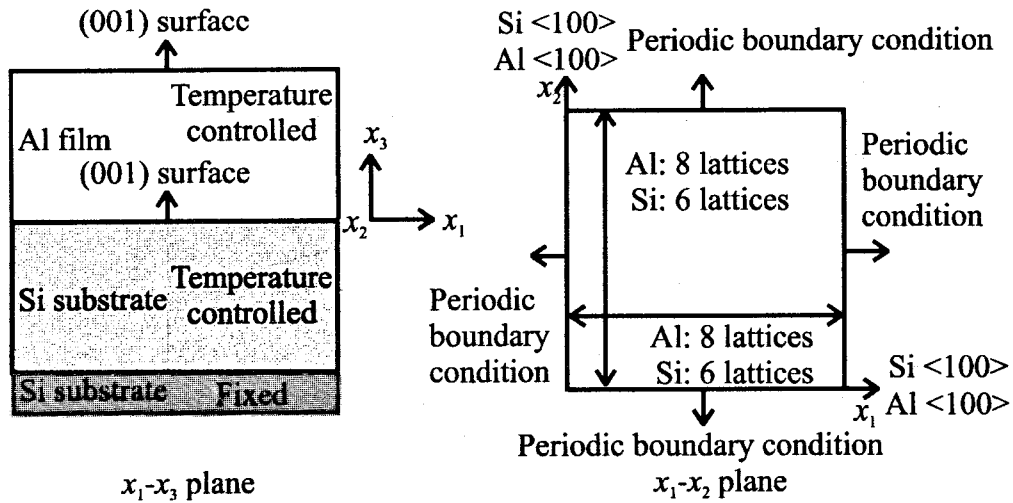 (001) surface
Temperature
controlled
Al film
(001) surface
x3
x2
x1
Si substrate
Temperature
controlled
Si substrate
Fixed
x1-x3 plane
Si <100>
Al <100>
x2
Periodic boundary condition
Al: 8 lattices
Si: 6 lattices
Periodic
boundary
condition
Periodic
boundary
condition
Al: 8 lattices
Si: 6 lattices
x1
Si <100>
Al <100>
Periodic boundary condition
x1-x2 plane